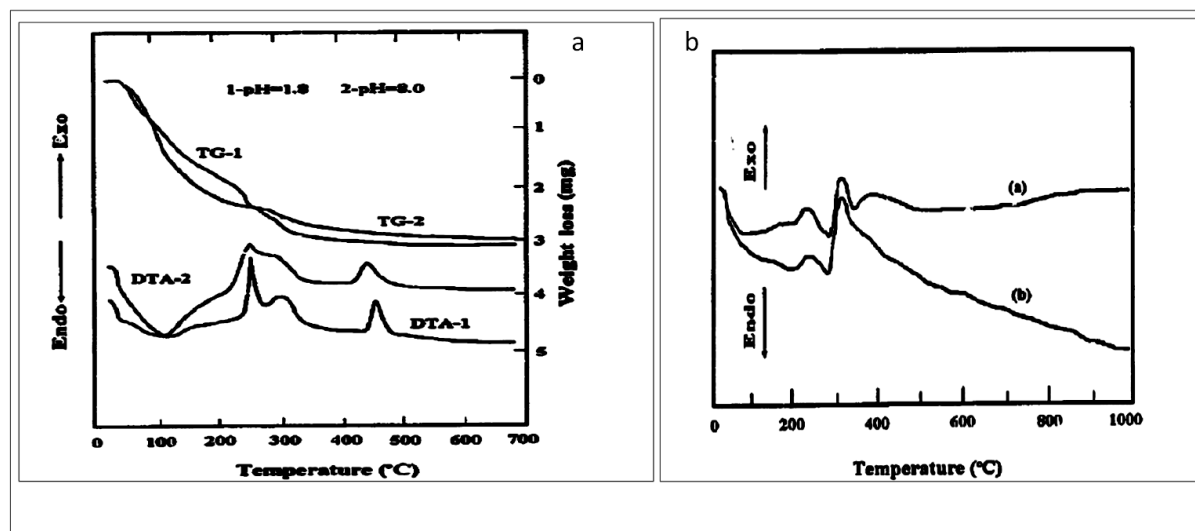 a
1-pH=1.8 2-pH=8.0
Exo
Endo
TG-1
TG-2
DTA-2
DTA-1
0
1
2
3
4
5
Weight loss (mg)
0 100 200 300 400 500 600 700
Temperature (°C)
b
Exo
Endo
(a)
(b)
0 200 400 600 800 1000
Temperature (°C)